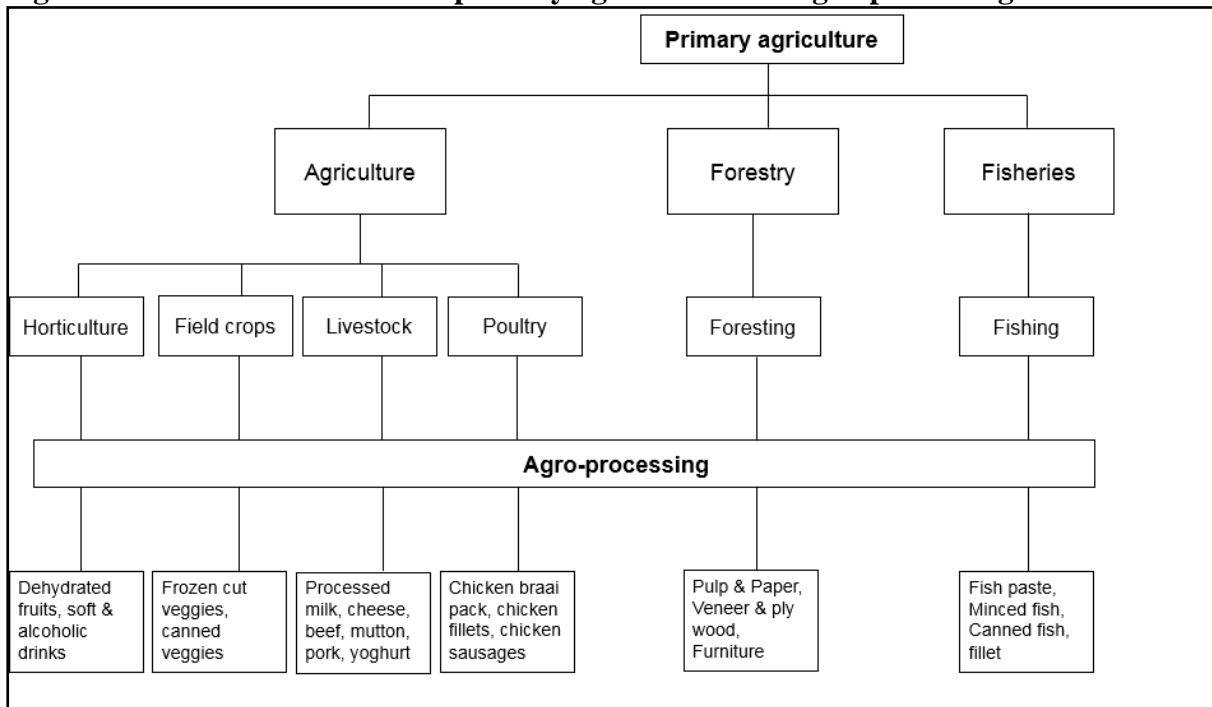 Primary agriculture
Agriculture
Forestry
Fisheries
Horticulture
Field crops
Livestock
Poultry
Foresting
Fishing
Agro-processing
Dehydrated
fruits, soft &
alcoholic
drinks
Frozen cut
veggies,
canned
veggies
Processed
milk, cheese,
beef, mutton,
pork, yoghurt
Chicken braai
pack, chicken
fillets, chicken
sausages
Pulp & Paper,
Veneer & ply
wood,
Furniture
Fish paste,
Minced fish,
Canned fish,
fillet